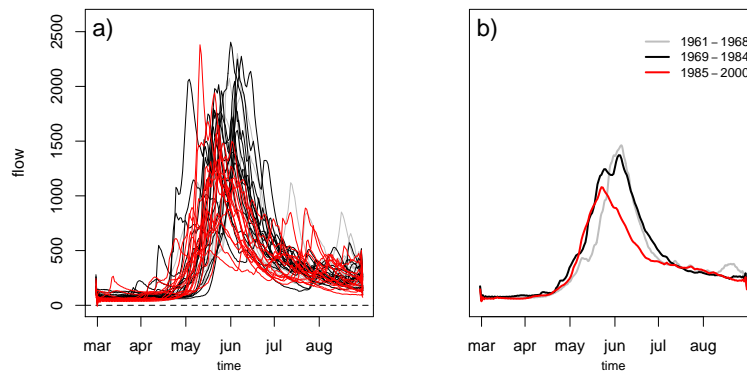 a)
2500
2000
1500
1000
500
0
flow
mar apr may jun jul aug
time
b)
1961 – 1968
1969 – 1984
1985 – 2000
mar apr may jun jul aug
time